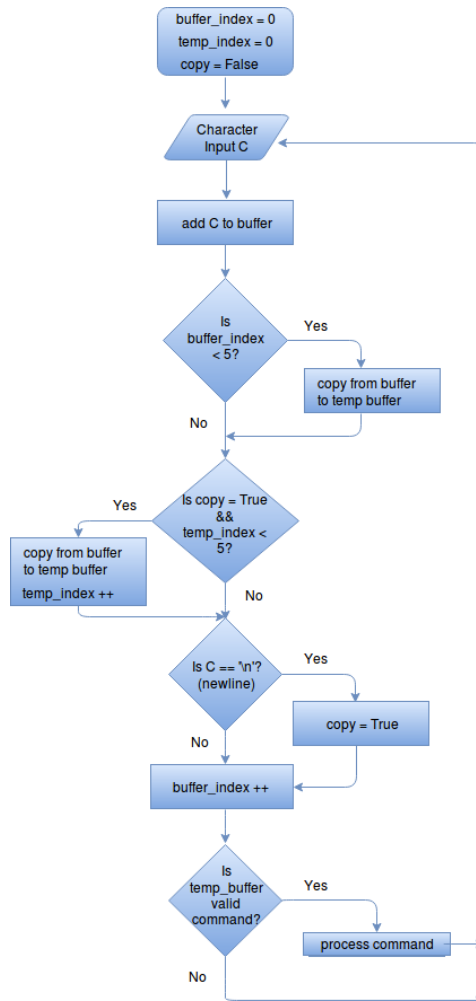 buffer_index = 0
temp_index = 0
copy = False
Character
Input C
add C to buffer
Is
buffer_index
< 5?
Yes
copy from buffer
to temp buffer
No
Is copy = True
&&
temp_index <
5?
Yes
copy from buffer
to temp buffer
temp_index ++
No
Is C == '\n'?
(newline)
Yes
copy = True
No
buffer_index ++
Is
temp_buffer
valid
command?
Yes
process command
No